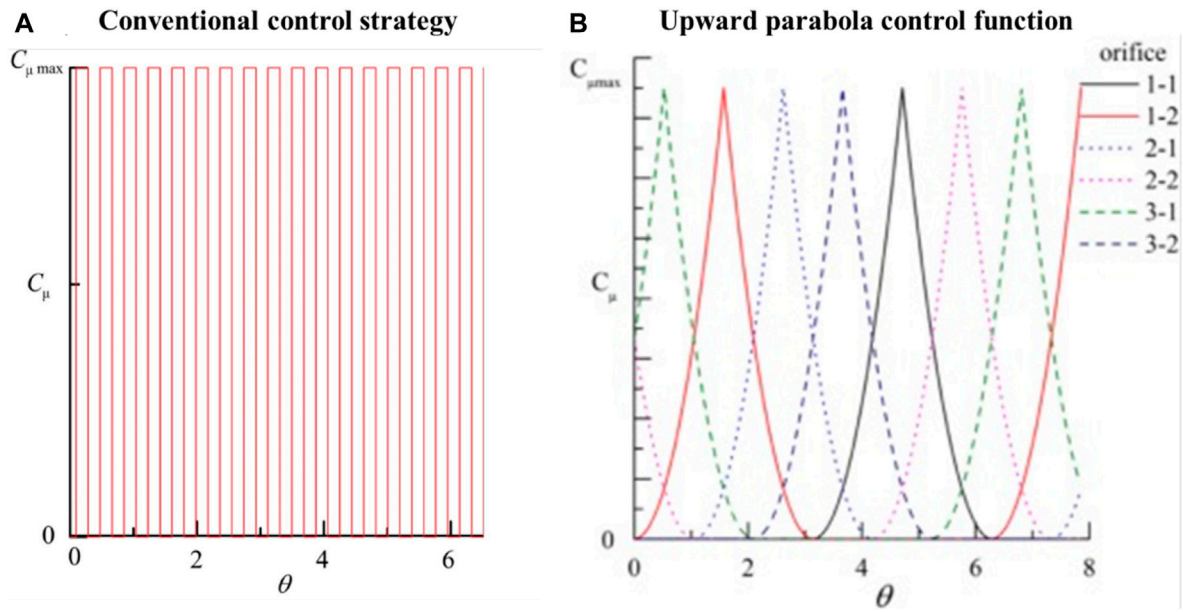 A Conventional control strategy
Cμ max
Cμ
0
0 2 4 6
θ
B Upward parabola control function
Cμmax
Cμ
0
0 2 4 6 8
θ
orifice
1-1
1-2
2-1
2-2
3-1
3-2